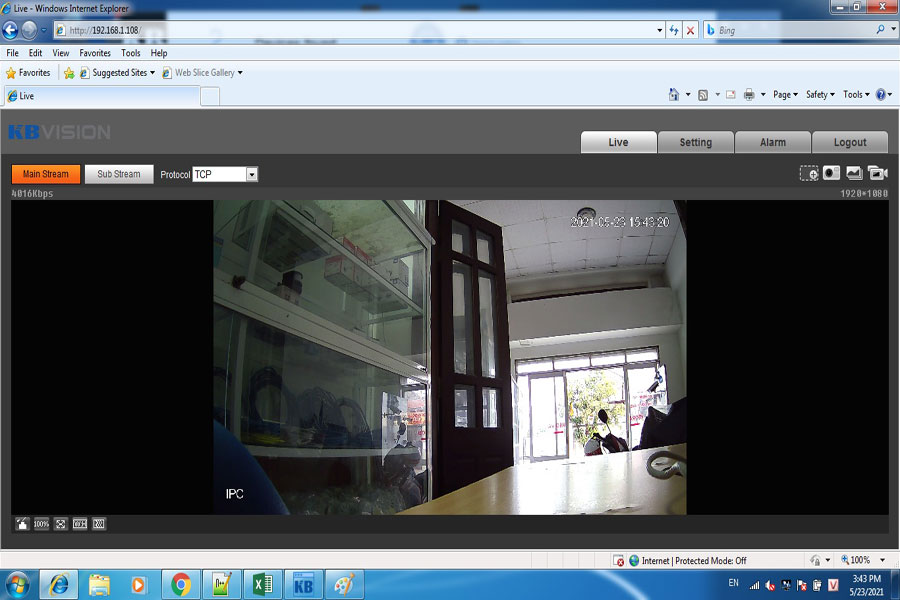 Live - Windows Internet Explorer
http://192.168.1.108/
Bing
File Edit View Favorites Tools Help
Favorites Suggested Sites Web Slice Gallery
Live
Page Safety Tools
KBVISION
Live Setting Alarm Logout
Main Stream Sub Stream Protocol TCP
4016Kbps 1920*1080
2021-05-23 15:43:20
IPC
100%
Internet | Protected Mode: Off 100%
KB
EN V 3:43 PM
5/23/2021